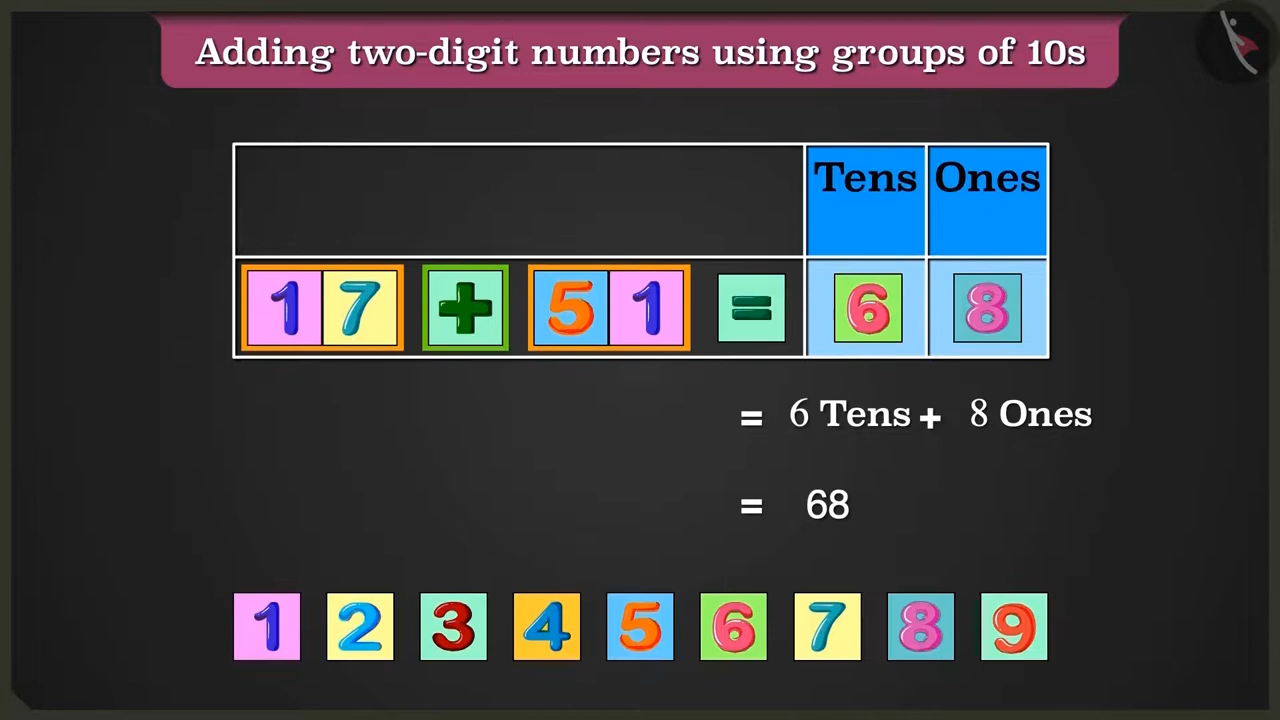 Adding two-digit numbers using groups of 10s
Tens Ones
17 + 51 = 6 8
= 6 Tens + 8 Ones
= 68
1 2 3 4 5 6 7 8 9